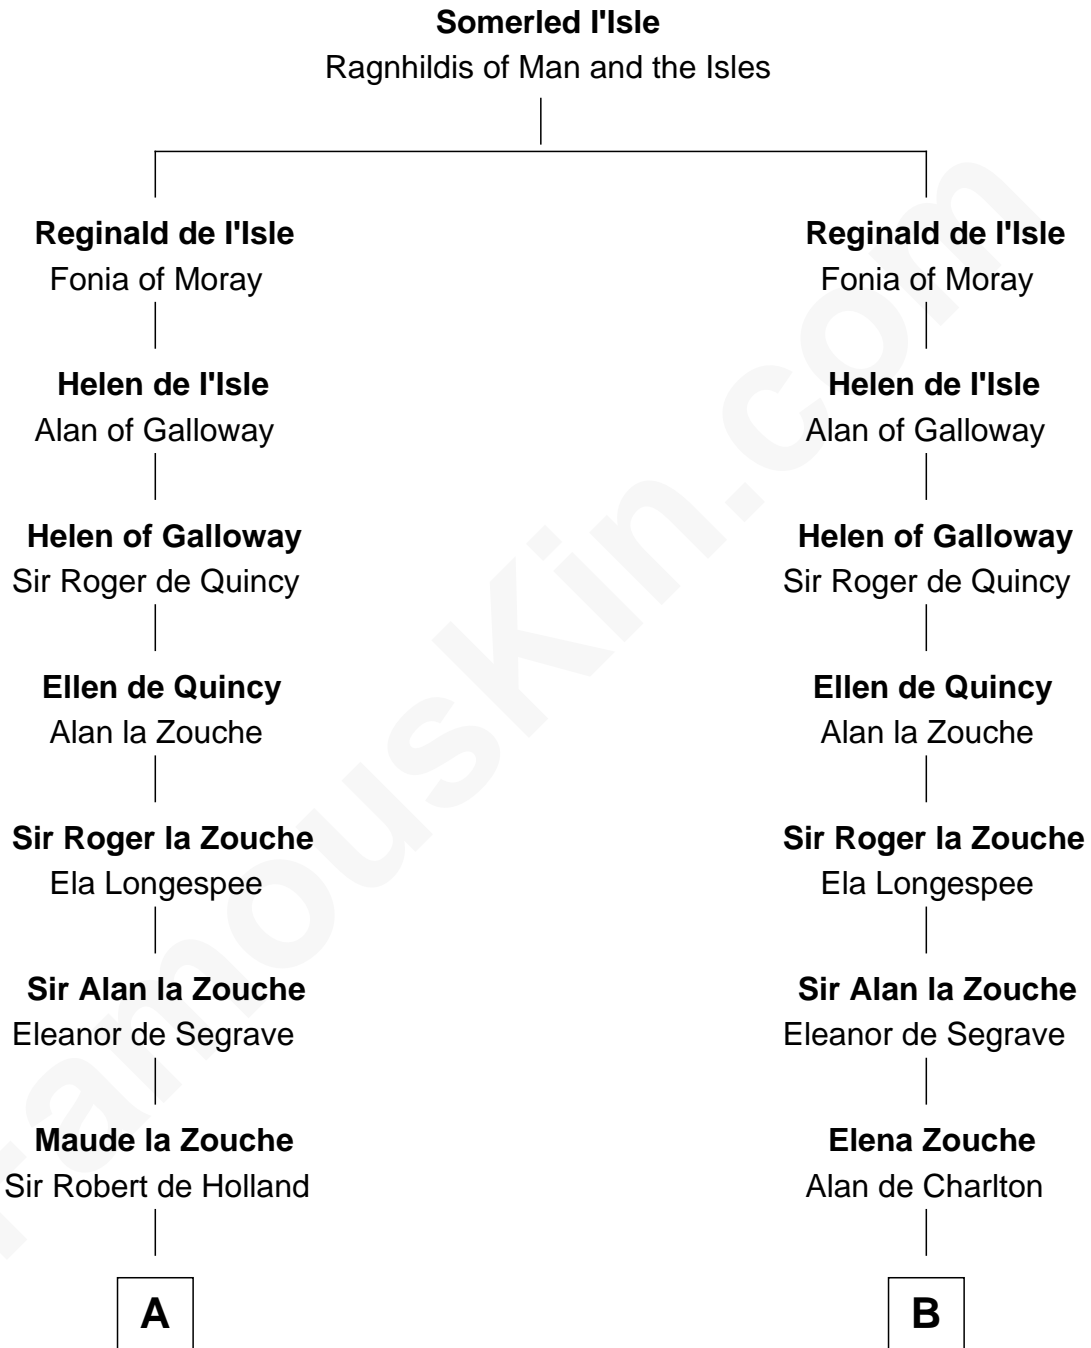 Somerled I'Isle
Ragnhildis of Man and the Isles
Reginald de I'Isle
Fonia of Moray
Helen de I'Isle
Alan of Galloway
Helen of Galloway
Sir Roger de Quincy
Ellen de Quincy
Alan la Zouche
Sir Roger la Zouche
Ela Longespee
Sir Alan la Zouche
Eleanor de Segrave
Maude la Zouche
Sir Robert de Holland
A
Reginald de I'Isle
Fonia of Moray
Helen de I'Isle
Alan of Galloway
Helen of Galloway
Sir Roger de Quincy
Ellen de Quincy
Alan la Zouche
Sir Roger la Zouche
Ela Longespee
Sir Alan la Zouche
Eleanor de Segrave
Elena Zouche
Alan de Charlton
B
FamousKin.com